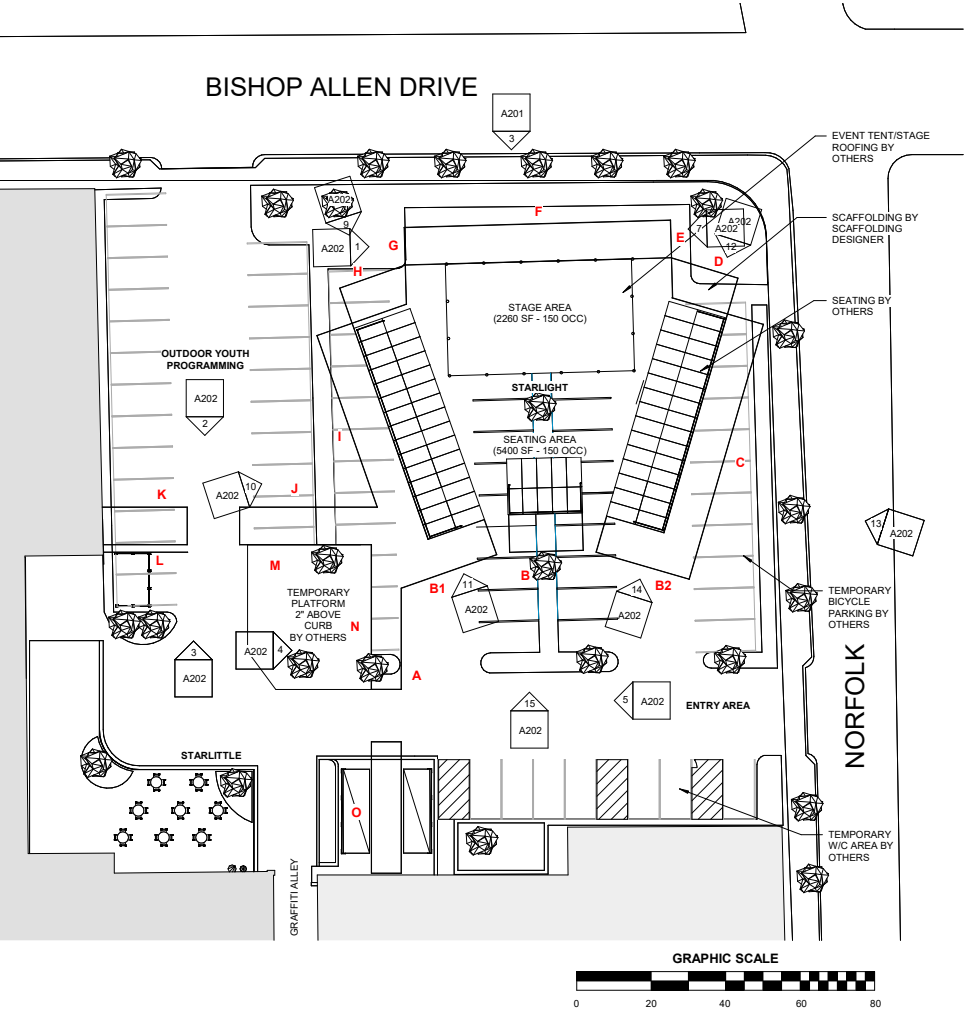 BISHOP ALLEN DRIVE
A201
3
EVENT TENT/STAGE
ROOFING BY
OTHERS
A202
9
A202
1
G
H
F
E
7
A202
A202
12
D
SCAFFOLDING BY
SCAFFOLDING
DESIGNER
STAGE AREA
(2260 SF - 150 OCC)
SEATING BY
OTHERS
OUTDOOR YOUTH
PROGRAMMING
A202
2
STARLIGHT
SEATING AREA
(5400 SF - 150 OCC)
I
C
K
A202
10
J
13
A202
L
M
B1
B
B2
11
A202
14
A202
TEMPORARY
PLATFORM
2" ABOVE
CURB
BY OTHERS
N
TEMPORARY
BICYCLE
PARKING BY
OTHERS
3
A202
A202
4
A
15
A202
5
A202
ENTRY AREA
NORFOLK
STARLITTLE
O
TEMPORARY
W/C AREA BY
OTHERS
GRAFFITI ALLEY
GRAPHIC SCALE
0 20 40 60 80